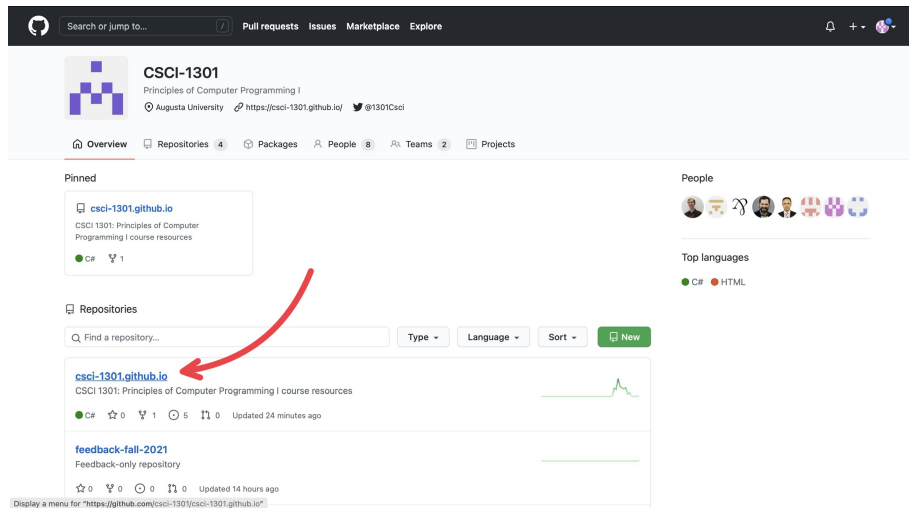 Search or jump to... / Pull requests Issues Marketplace Explore
CSCI-1301
Principles of Computer Programming I
Augusta University https://csci-1301.github.io/ @1301Csci
Overview Repositories 4 Packages People 8 Teams 2 Projects
Pinned
csci-1301.github.io
CSCI 1301: Principles of Computer
Programming I course resources
C# 1
People
Top languages
C# HTML
Repositories
Find a repository... Type Language Sort New
csci-1301.github.io
CSCI 1301: Principles of Computer Programming I course resources
C# 0 1 5 0 Updated 24 minutes ago
feedback-fall-2021
Feedback-only repository
0 0 0 0 Updated 14 hours ago
Display a menu for "https://github.com/csci-1301/csci-1301.github.io"